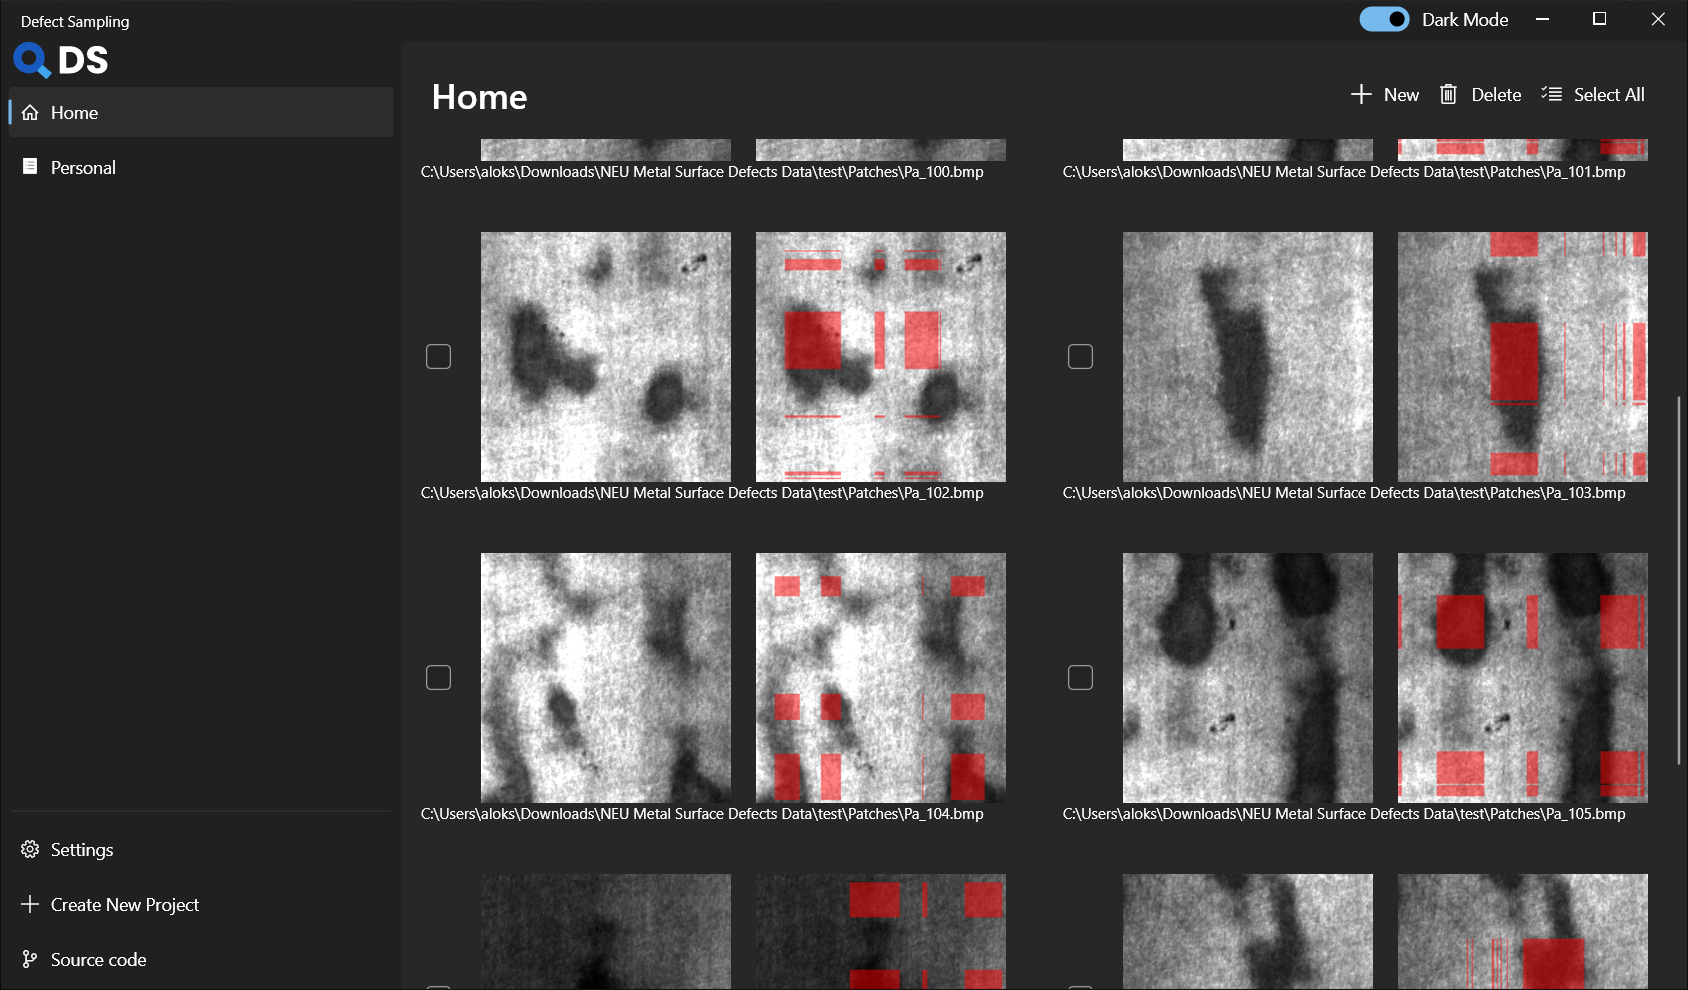 Defect Sampling
Dark Mode
DS
Home
Personal
Home
New
Delete
Select All
C:\Users\aloks\Downloads\NEU Metal Surface Defects Data\test\Patches\Pa_100.bmp
C:\Users\aloks\Downloads\NEU Metal Surface Defects Data\test\Patches\Pa_101.bmp
C:\Users\aloks\Downloads\NEU Metal Surface Defects Data\test\Patches\Pa_102.bmp
C:\Users\aloks\Downloads\NEU Metal Surface Defects Data\test\Patches\Pa_103.bmp
C:\Users\aloks\Downloads\NEU Metal Surface Defects Data\test\Patches\Pa_104.bmp
C:\Users\aloks\Downloads\NEU Metal Surface Defects Data\test\Patches\Pa_105.bmp
Settings
Create New Project
Source code